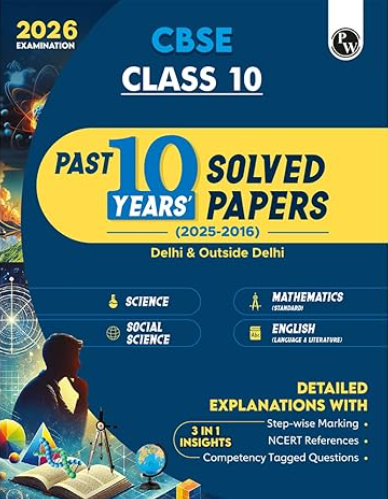 2026
EXAMINATION
CBSE
PW
CLASS 10
PAST 10 YEARS' SOLVED PAPERS
(2025-2016)
Delhi & Outside Delhi
SCIENCE
MATHEMATICS
(STANDARD)
SOCIAL
SCIENCE
Abc
ENGLISH
(LANGUAGE & LITERATURE)
DETAILED
EXPLANATIONS WITH
3 IN 1
INSIGHTS
Step-wise Marking •
NCERT References •
Competency Tagged Questions •